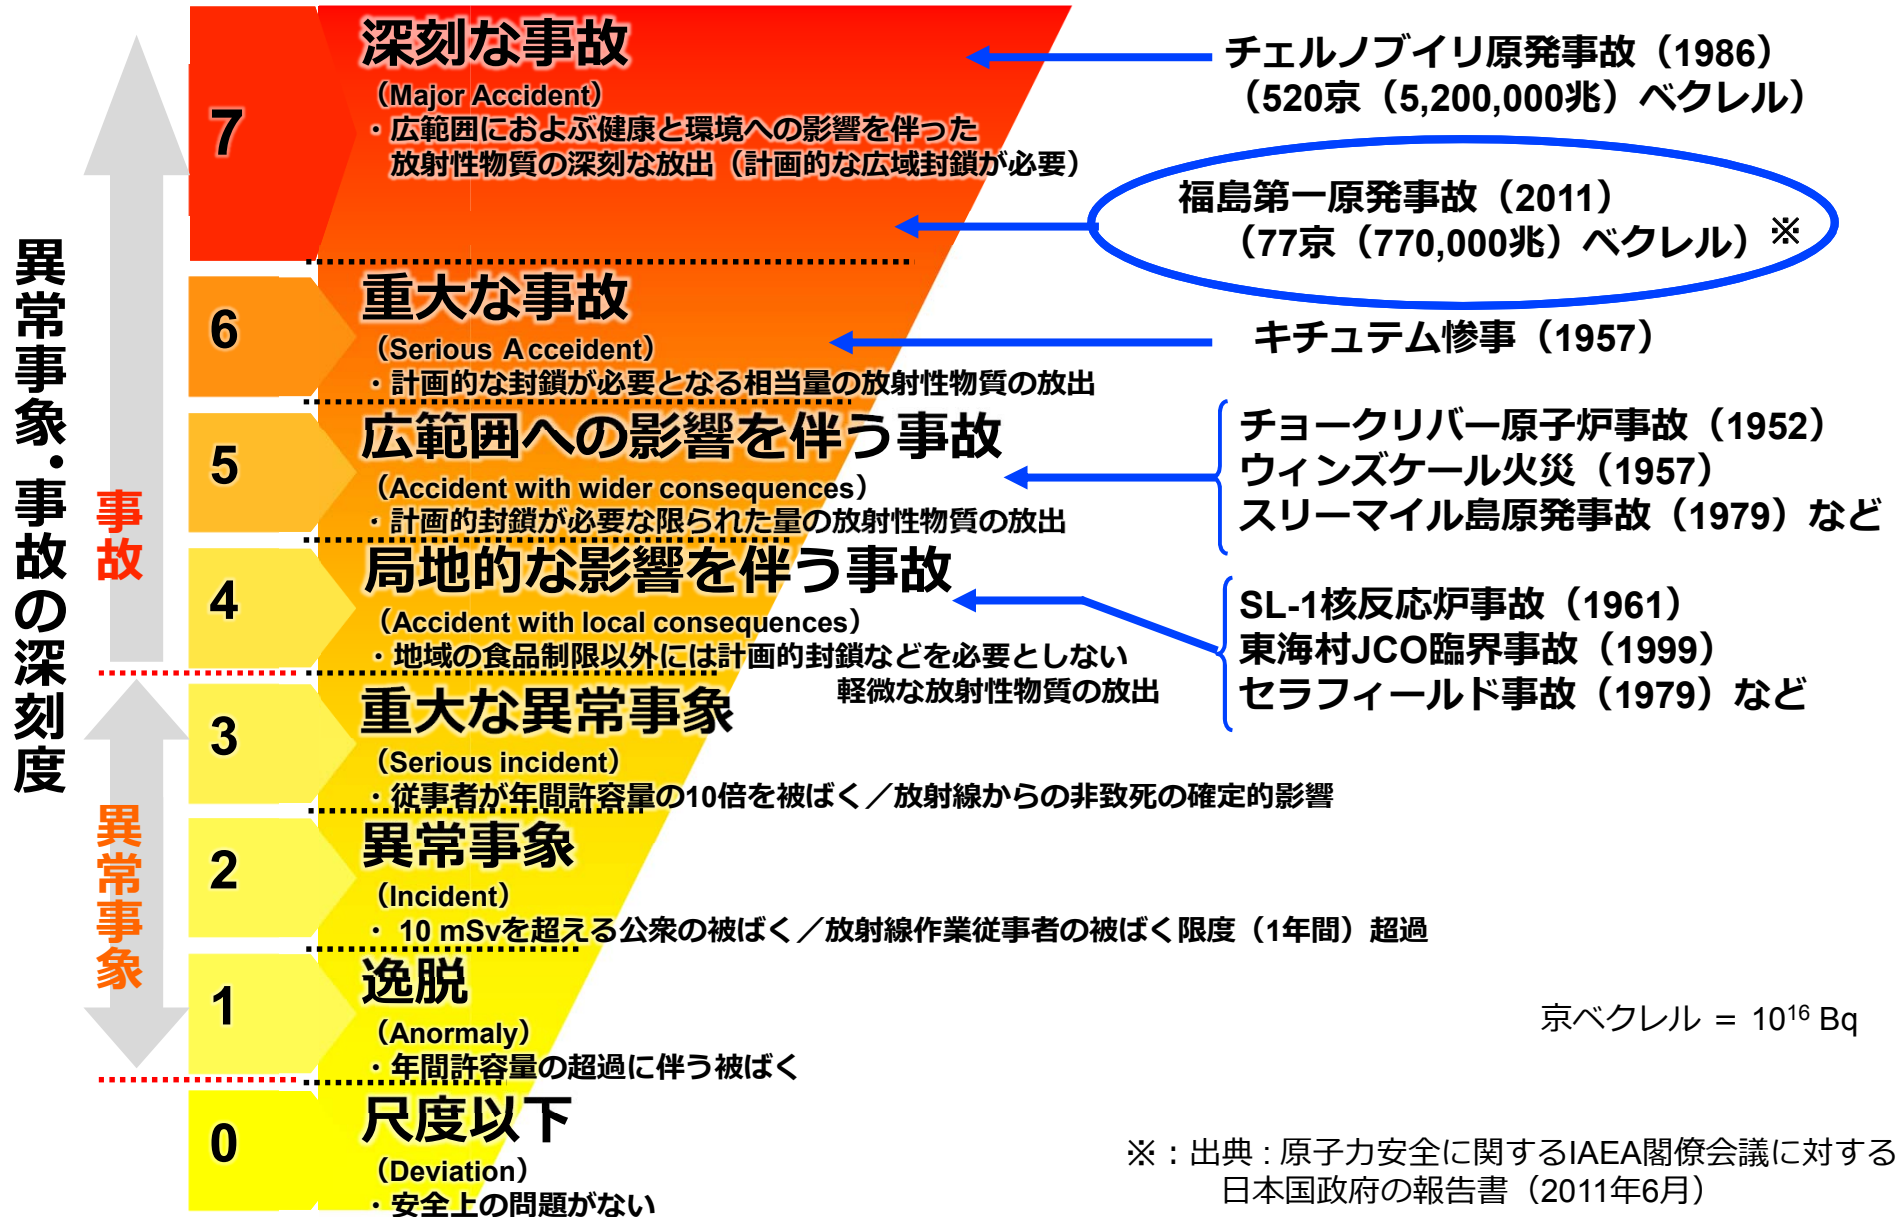 異常事象・事故の深刻度
事故
異常事象
7
深刻な事故
（Major Accident）
・広範囲におよぶ健康と環境への影響を伴った
放射性物質の深刻な放出（計画的な広域封鎖が必要）
チェルノブイリ原発事故（1986）
（520京（5,200,000兆）ベクレル）
福島第一原発事故（2011）
（77京（770,000兆）ベクレル）※
6
重大な事故
（Serious Acceident）
・計画的な封鎖が必要となる相当量の放射性物質の放出
キチュテム惨事（1957）
5
広範囲への影響を伴う事故
（Accident with wider consequences）
・計画的封鎖が必要な限られた量の放射性物質の放出
チョークリバー原子炉事故（1952）
ウィンズケール火災（1957）
スリーマイル島原発事故（1979）など
4
局地的な影響を伴う事故
（Accident with local consequences）
・地域の食品制限以外には計画的封鎖などを必要としない
軽微な放射性物質の放出
SL-1核反応炉事故（1961）
東海村JCO臨界事故（1999）
セラフィールド事故（1979）など
3
重大な異常事象
（Serious incident）
・従事者が年間許容量の10倍を被ばく／放射線からの非致死の確定的影響
2
異常事象
（Incident）
・ 10 mSvを超える公衆の被ばく／放射線作業従事者の被ばく限度（1年間）超過
1
逸脱
（Anormaly）
・年間許容量の超過に伴う被ばく
京ベクレル ＝ 10¹⁶ Bq
0
尺度以下
（Deviation）
・安全上の問題がない
※：出典 : 原子力安全に関するIAEA閣僚会議に対する
日本国政府の報告書（2011年6月）